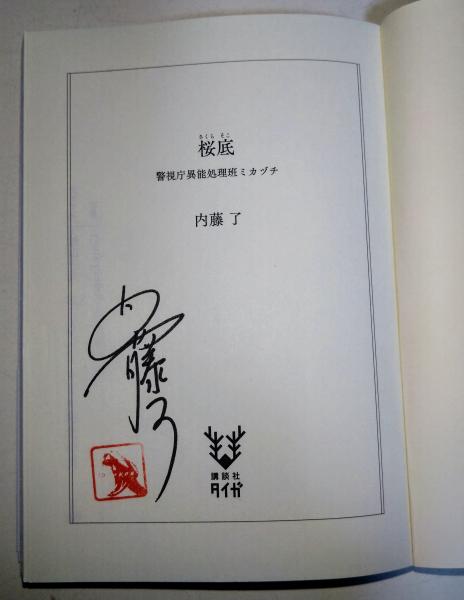 さくら そこ
桜底
警視庁異能処理班ミカヅチ
内藤 了
内藤了
講談社
タイガ